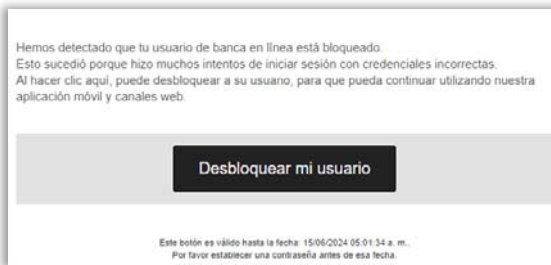 Hemos detectado que tu usuario de banca en línea está bloqueado.
Esto sucedió porque hizo muchos intentos de iniciar sesión con credenciales incorrectas.
Al hacer clic aquí, puede desbloquear a su usuario, para que pueda continuar utilizando nuestra
aplicación móvil y canales web.
Desbloquear mi usuario
Este botón es válido hasta la fecha: 15/06/2024 05:01:34 a. m..
Por favor establecer una contraseña antes de esa fecha.